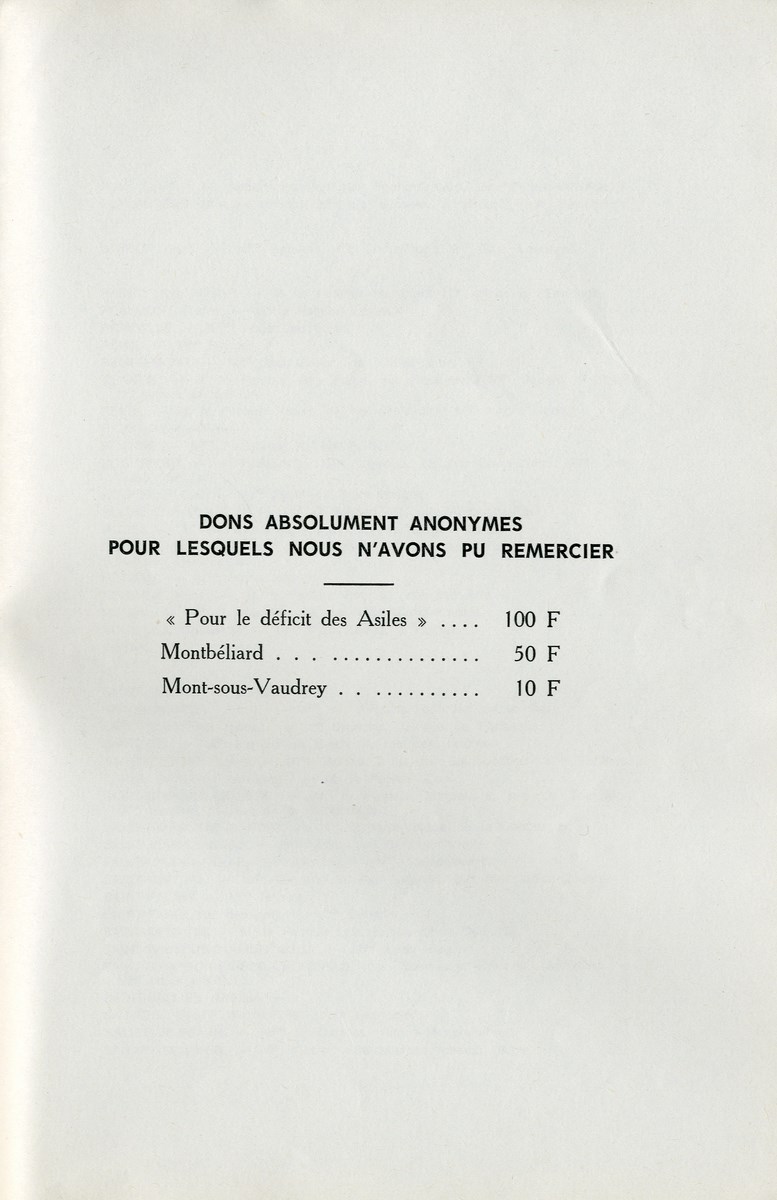 DONS ABSOLUMENT ANONYMES
POUR LESQUELS NOUS N'AVONS PU REMERCIER
« Pour le déficit des Asiles » .... 100 F
Montbéliard . . . ............... 50 F
Mont-sous-Vaudrey . . ........... 10 F